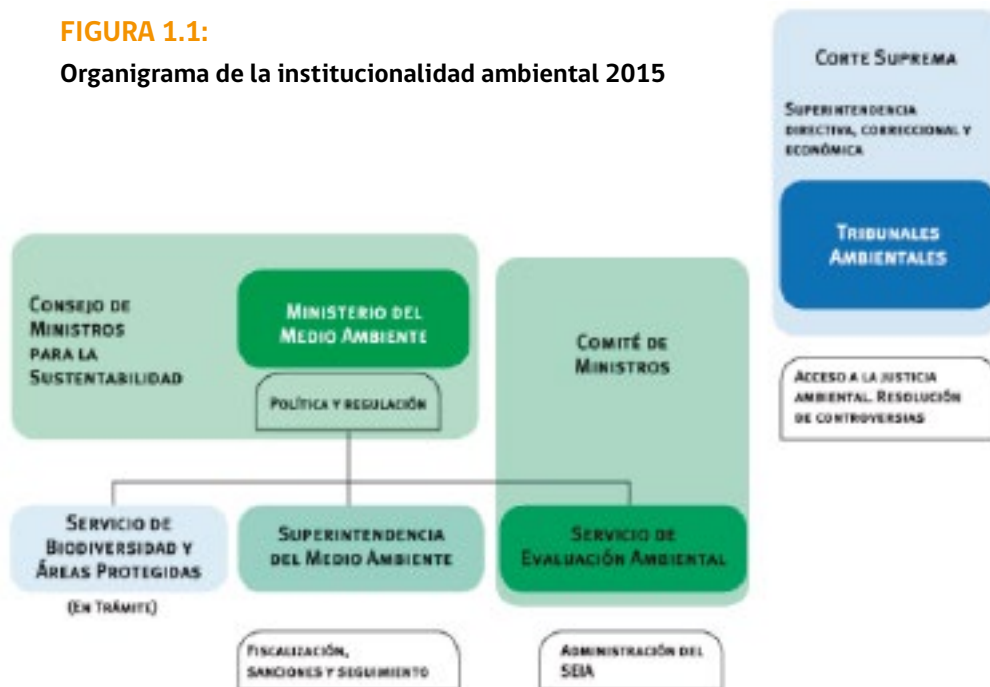 FIGURA 1.1:
Organigrama de la institucionalidad ambiental 2015
CORTE SUPREMA
SUPERINTENDENCIA
DIRECTIVA, CORRECCIONAL Y
ECONÓMICA
TRIBUNALES
AMBIENTALES
ACCESO A LA JUSTICIA
AMBIENTAL. RESOLUCIÓN
DE CONTROVERSIAS
CONSEJO DE
MINISTROS
PARA LA
SUSTENTABILIDAD
MINISTERIO DEL
MEDIO AMBIENTE
POLÍTICA Y REGULACIÓN
COMITÉ DE
MINISTROS
SERVICIO DE
BIODIVERSIDAD Y
ÁREAS PROTEGIDAS
(EN TRÁMITE)
SUPERINTENDENCIA
DEL MEDIO AMBIENTE
SERVICIO DE
EVALUACIÓN AMBIENTAL
FISCALIZACIÓN,
SANCIONES Y SEGUIMIENTO
ADMINISTRACIÓN DEL
SEIA